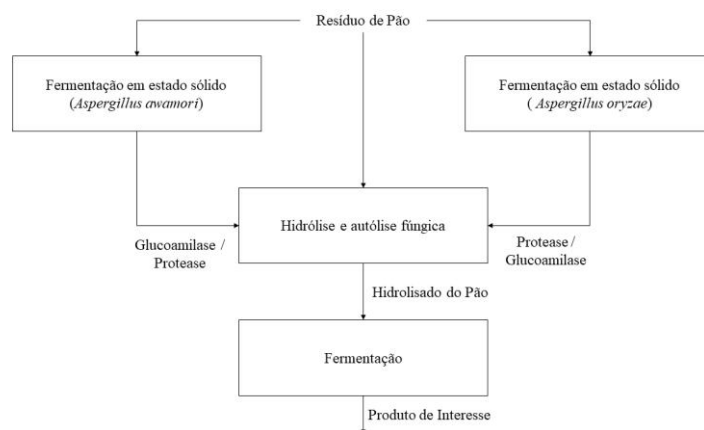 Resíduo de Pão
Fermentação em estado sólido
(Aspergillus awamori)
Fermentação em estado sólido
( Aspergillus oryzae)
Hidrólise e autólise fúngica
Glucoamilase /
Protease
Protease /
Glucoamilase
Hidrolisado do Pão
Fermentação
Produto de Interesse